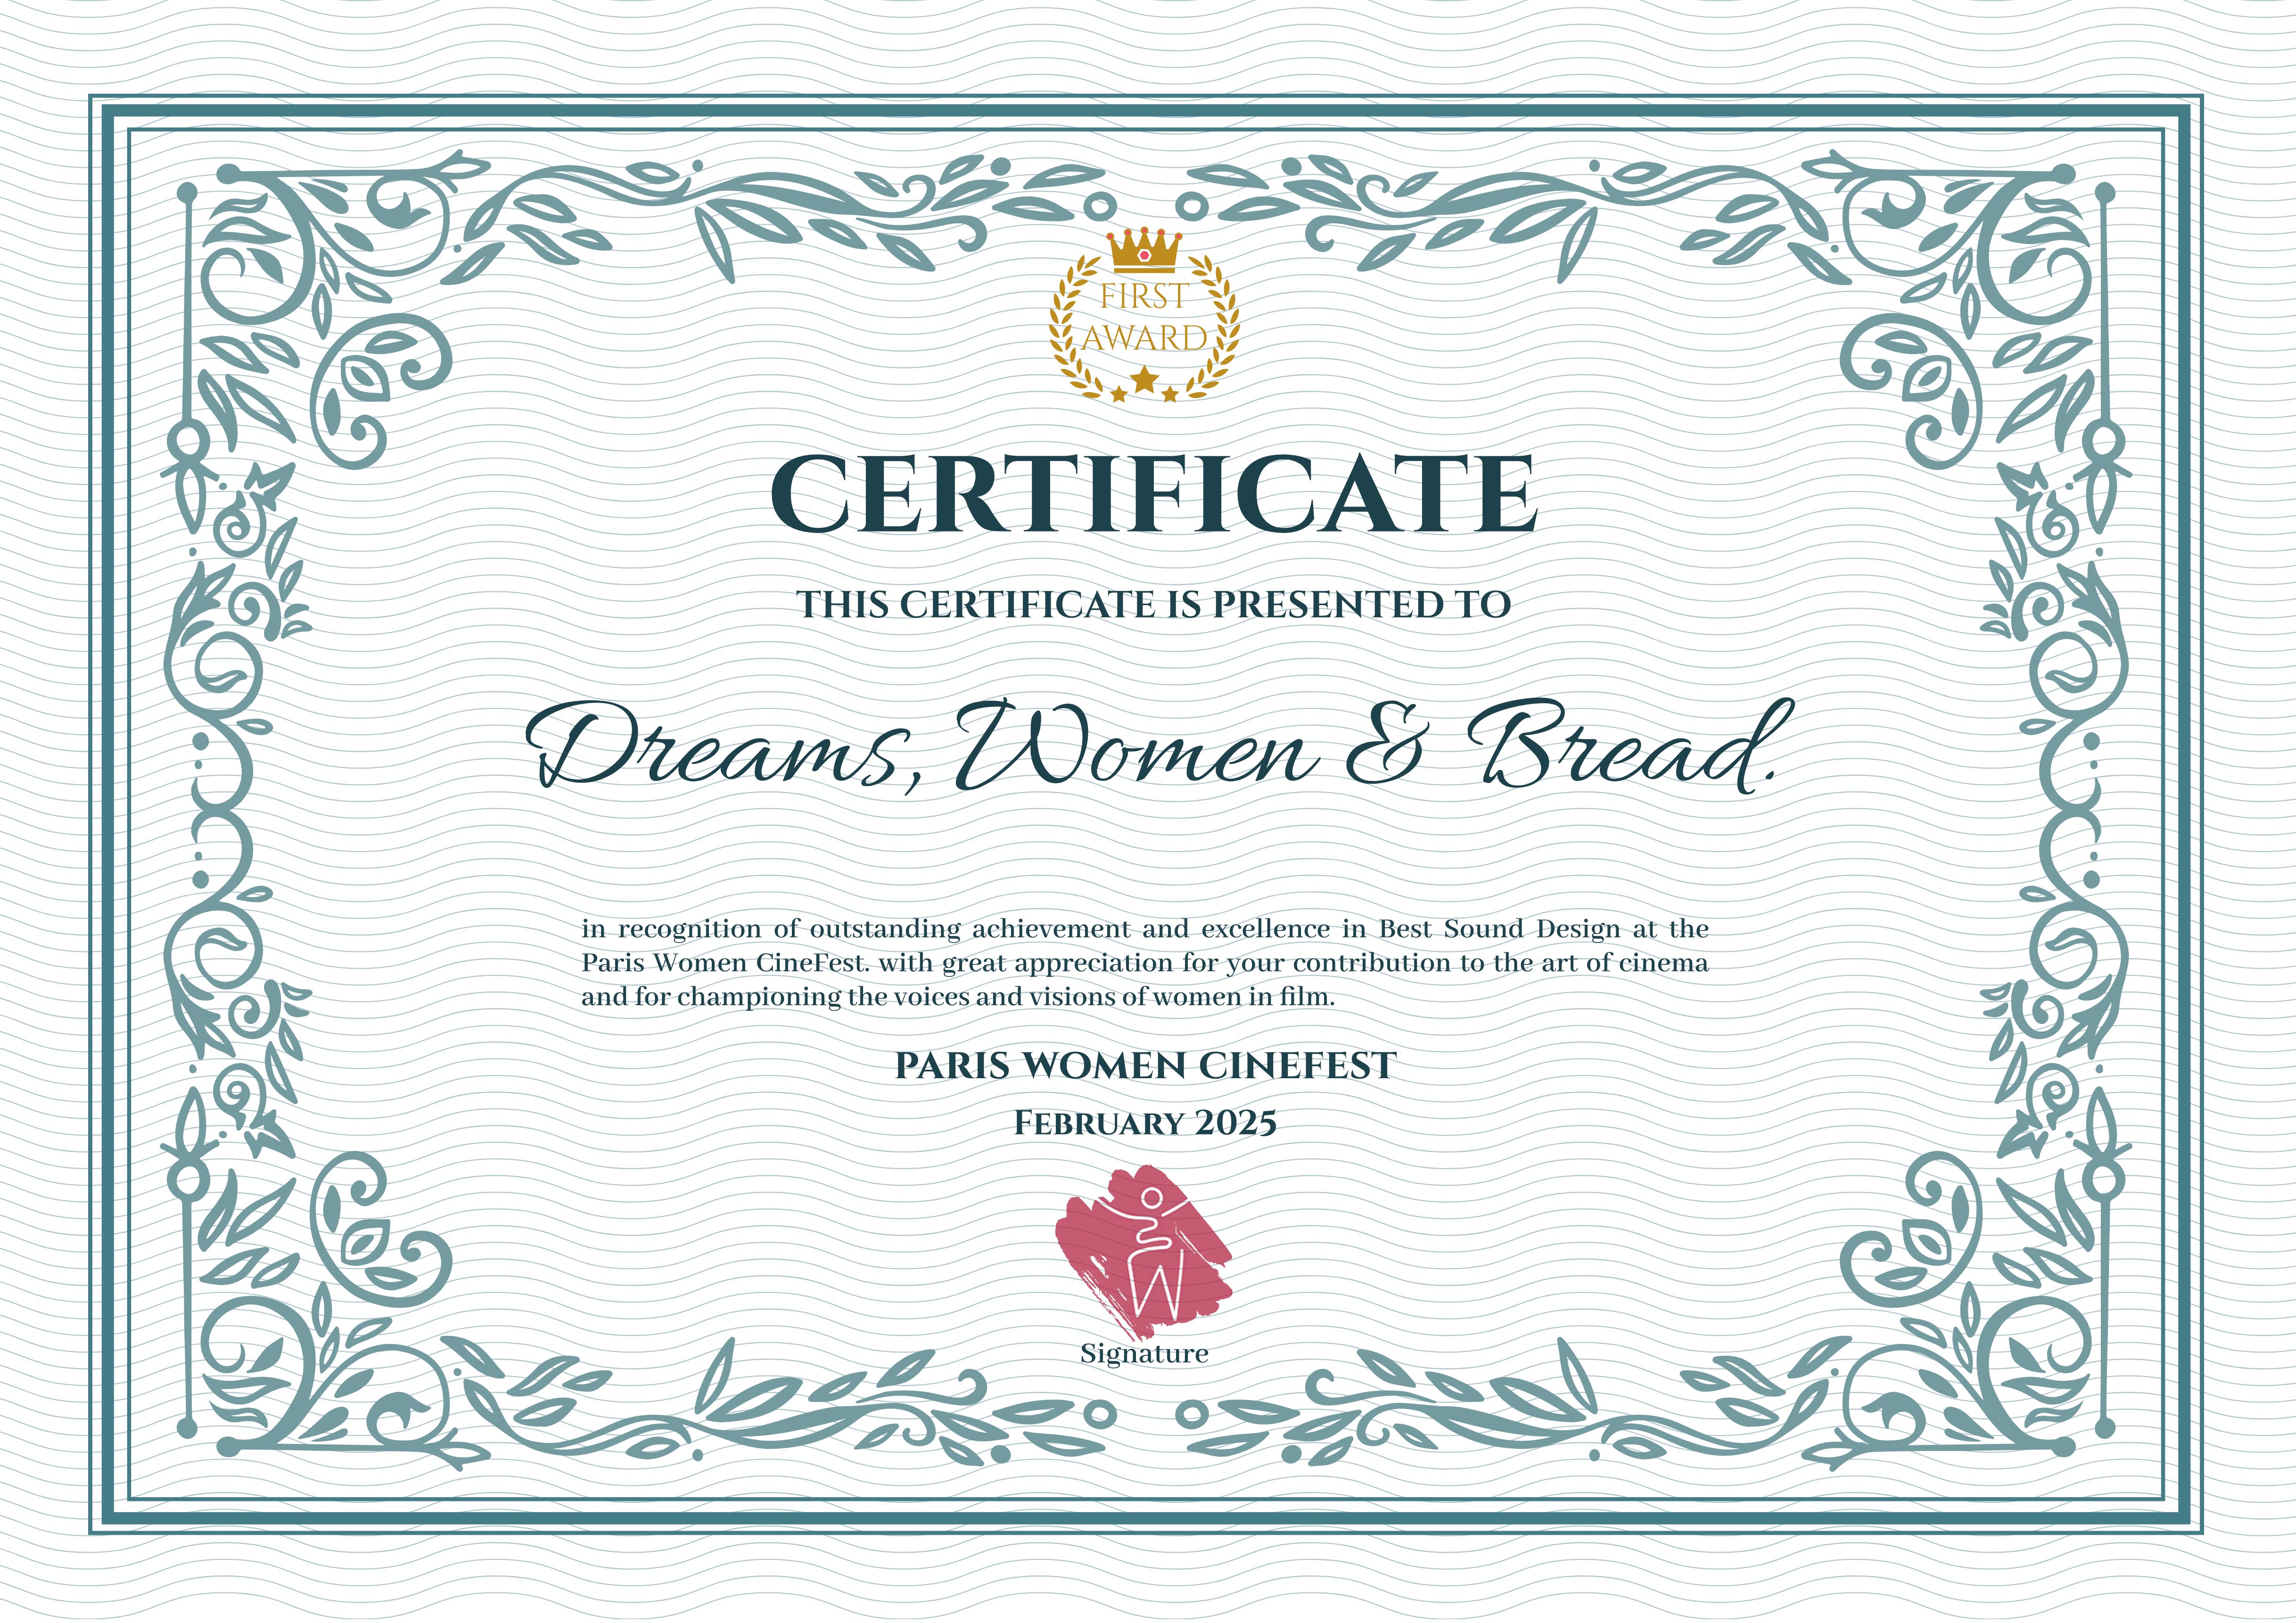 FIRST
AWARD
CERTIFICATE
THIS CERTIFICATE IS PRESENTED TO
Dreams, Women & Bread.
in recognition of outstanding achievement and excellence in Best Sound Design at the
Paris Women CineFest. with great appreciation for your contribution to the art of cinema
and for championing the voices and visions of women in film.
PARIS WOMEN CINEFEST
FEBRUARY 2025
W
Signature